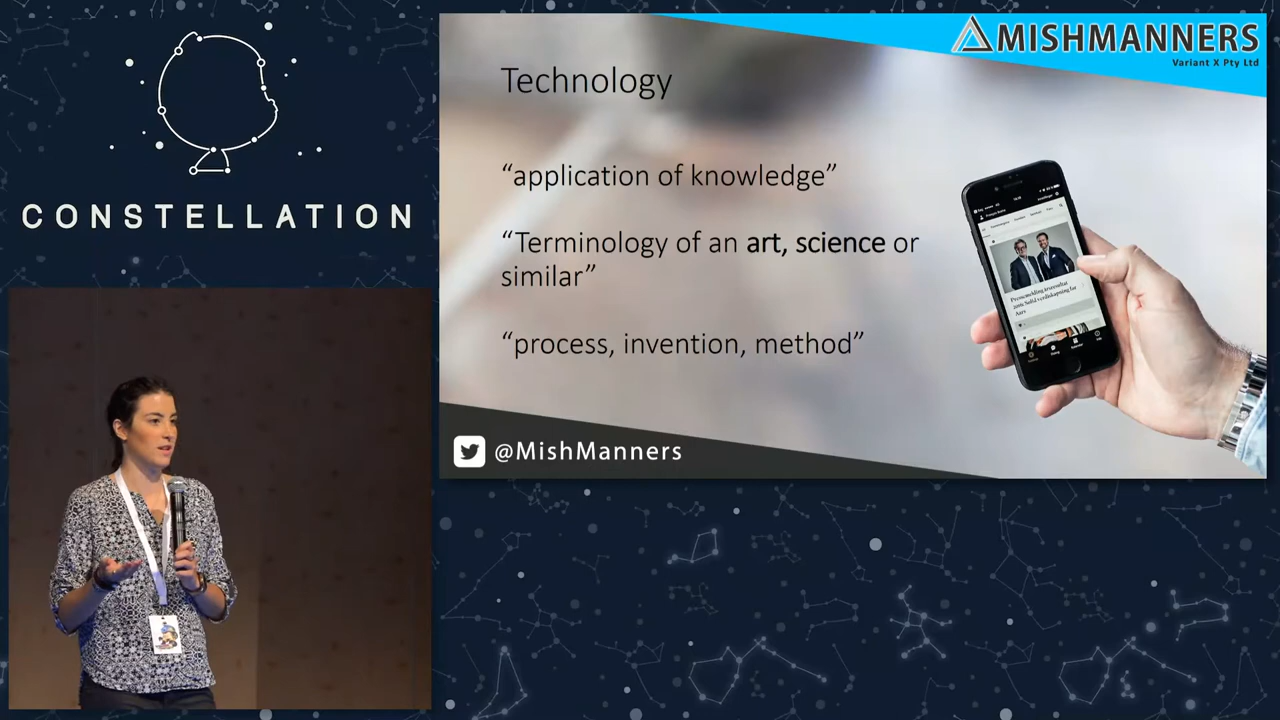 CONSTELLATION
MISHMANNERS
Variant X Pty Ltd
Technology
“application of knowledge”
“Terminology of an art, science or
similar”
“process, invention, method”
@MishManners